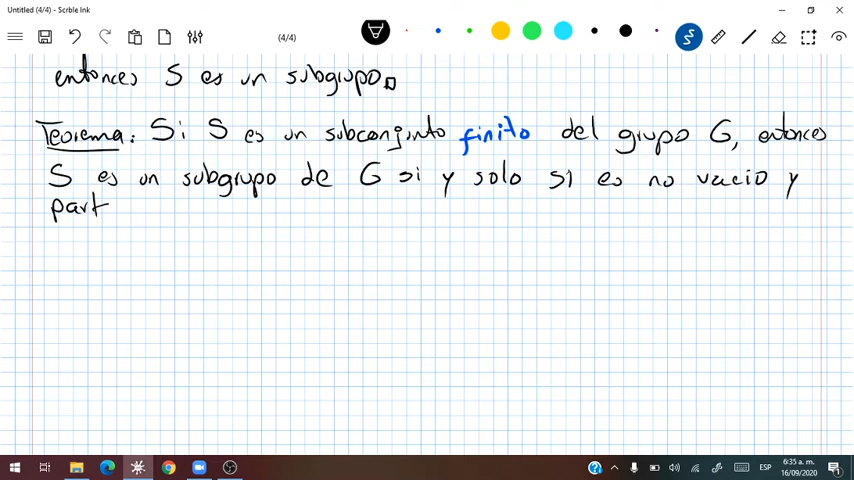 Untitled (4/4) - Scrble Ink
(4/4)
entonces S es un subgrupo.
Teorema: Si S es un subconjunto finito del grupo G, entonces
S es un subgrupo de G si y solo si es no vacio y
part
ESP
6:35 a. m.
16/09/2020
1